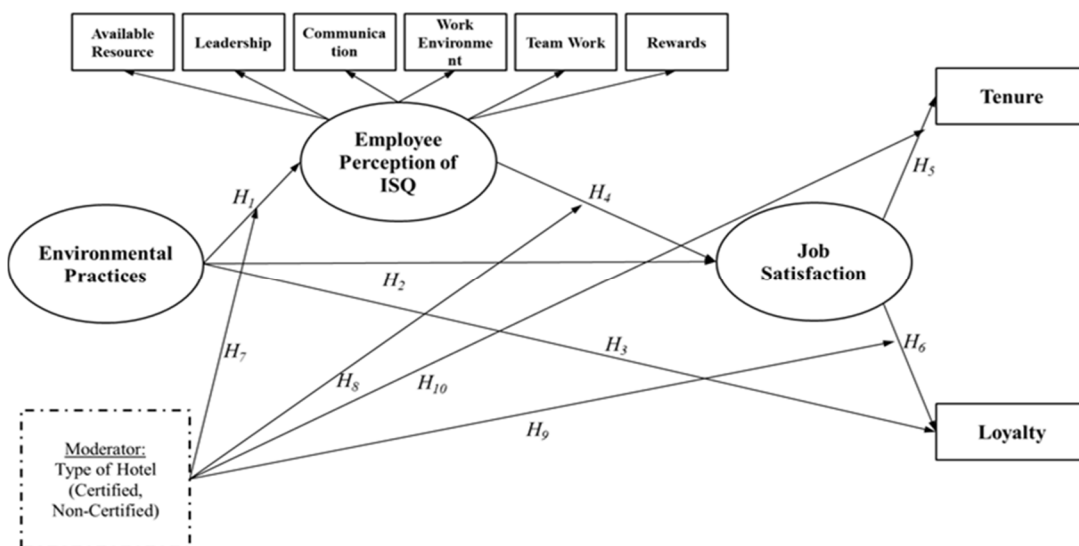 Available
Resource
Leadership
Communica
tion
Work
Environme
nt
Team Work
Rewards
Tenure
Employee
Perception of
ISQ
H1
H4
H5
Environmental
Practices
Job
Satisfaction
H2
H3
H6
H7
H8
H10
H9
Moderator:
Type of Hotel
(Certified,
Non-Certified)
Loyalty